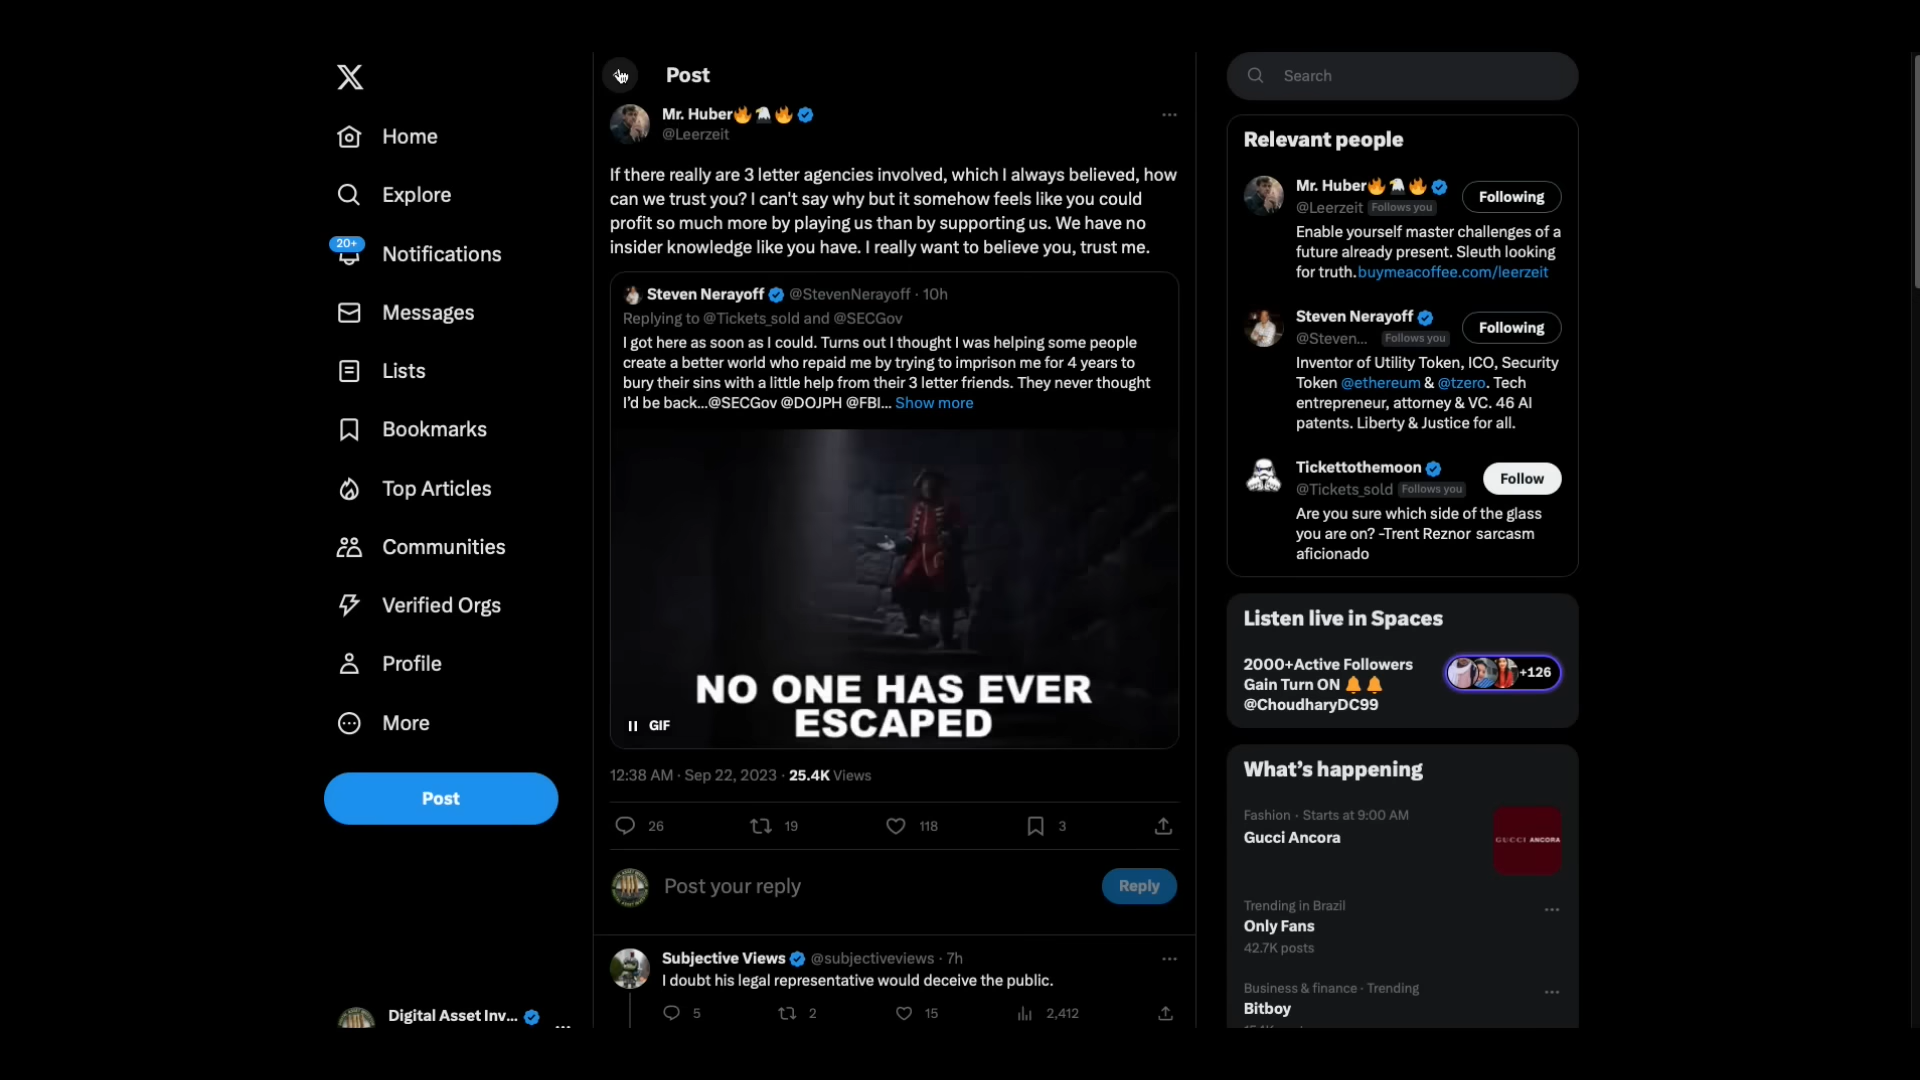 Home
Explore
20+
Notifications
Messages
Lists
Bookmarks
Top Articles
Communities
Verified Orgs
Profile
More
Post
Digital Asset Inv...
Post
Mr. Huber🔥🦅🔥
@Leerzeit
If there really are 3 letter agencies involved, which I always believed, how
can we trust you? I can't say why but it somehow feels like you could
profit so much more by playing us than by supporting us. We have no
insider knowledge like you have. I really want to believe you, trust me.
Steven Nerayoff @StevenNerayoff · 10h
Replying to @Tickets_sold and @SECGov
I got here as soon as I could. Turns out I thought I was helping some people
create a better world who repaid me by trying to imprison me for 4 years to
bury their sins with a little help from their 3 letter friends. They never thought
I'd be back...@SECGov @DOJPH @FBI... Show more
NO ONE HAS EVER
ESCAPED
GIF
12:38 AM · Sep 22, 2023 · 25.4K Views
26 19 118 3
Post your reply
Reply
Subjective Views @subjectiveviews · 7h
I doubt his legal representative would deceive the public.
5 2 15 2,412
Search
Relevant people
Mr. Huber🔥🦅🔥
@Leerzeit Follows you
Following
Enable yourself master challenges of a
future already present. Sleuth looking
for truth.buymeacoffee.com/leerzeit
Steven Nerayoff
@Steven... Follows you
Following
Inventor of Utility Token, ICO, Security
Token @ethereum & @tzero. Tech
entrepreneur, attorney & VC. 46 AI
patents. Liberty & Justice for all.
Tickettothemoon
@Tickets_sold Follows you
Follow
Are you sure which side of the glass
you are on? -Trent Reznor sarcasm
aficionado
Listen live in Spaces
2000+Active Followers
Gain Turn ON 🔔🔔
@ChoudharyDC99
+126
What's happening
Fashion · Starts at 9:00 AM
Gucci Ancora
GUCCI ANCORA
Trending in Brazil
Only Fans
42.7K posts
Business & finance · Trending
Bitboy